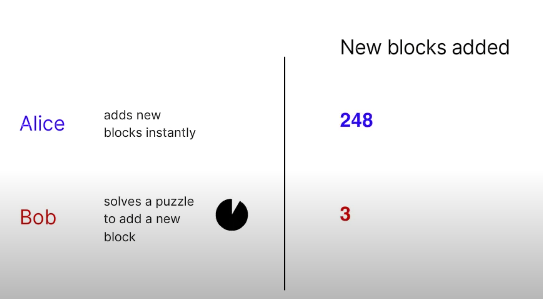 New blocks added
Alice
adds new
blocks instantly
248
Bob
solves a puzzle
to add a new
block
3